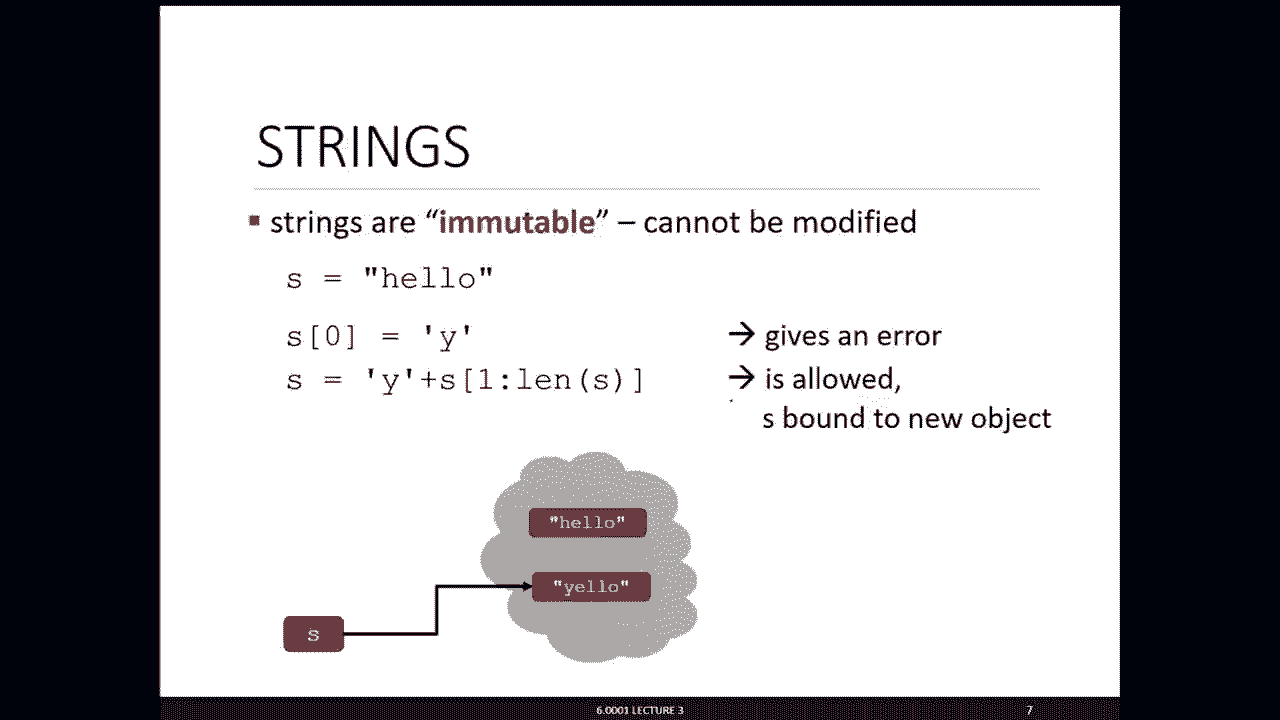 STRINGS
▪ strings are “immutable” – cannot be modified
s = "hello"
s[0] = 'y' → gives an error
s = 'y'+s[1:len(s)] → is allowed,
s bound to new object
"hello"
"yello"
s
6.0001 LECTURE 3
7